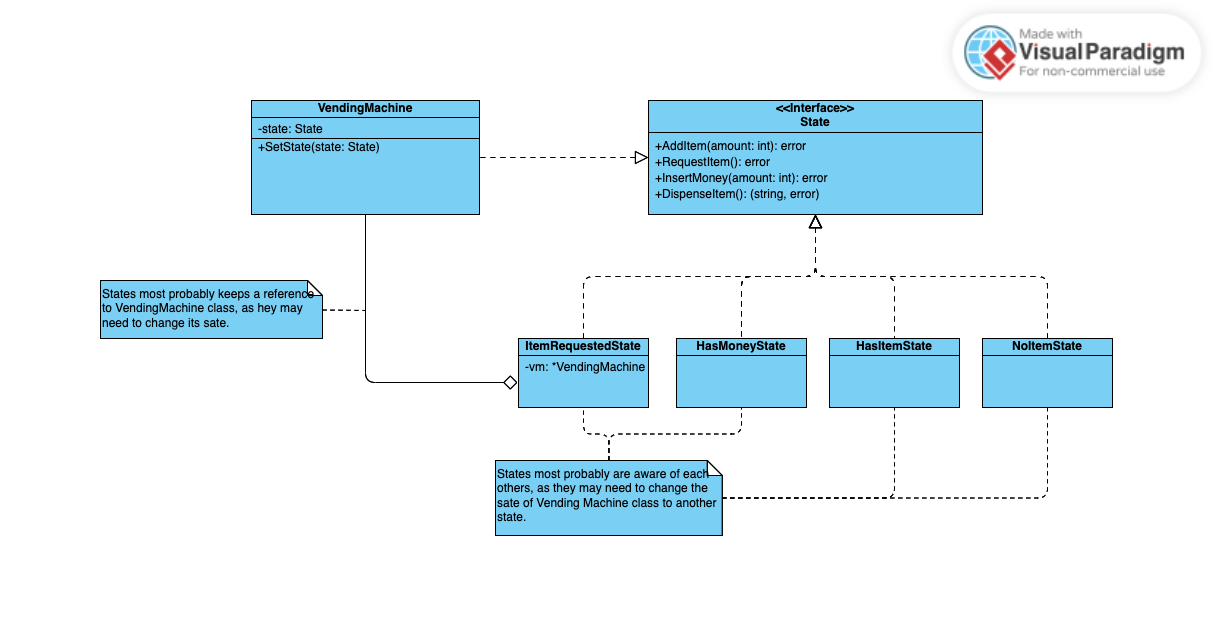 Made with
Visual Paradigm
For non-commercial use
VendingMachine
-state: State
+SetState(state: State)
<<Interface>>
State
+AddItem(amount: int): error
+RequestItem(): error
+InsertMoney(amount: int): error
+DispenseItem(): (string, error)
States most probably keeps a reference
to VendingMachine class, as hey may
need to change its sate.
ItemRequestedState
-vm: *VendingMachine
HasMoneyState
HasItemState
NoItemState
States most probably are aware of each
others, as they may need to change the
sate of Vending Machine class to another
state.